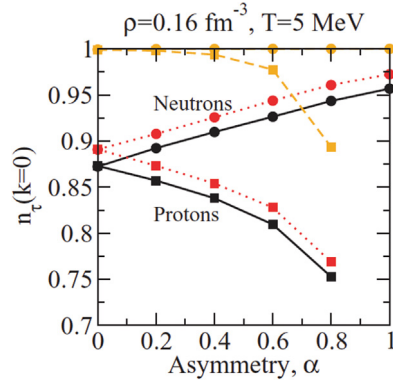 ρ=0.16 fm⁻³, T=5 MeV
1
0.95
0.9
0.85
0.8
0.75
0.7
n_τ(k=0)
Neutrons
Protons
0 0.2 0.4 0.6 0.8 1
Asymmetry, α